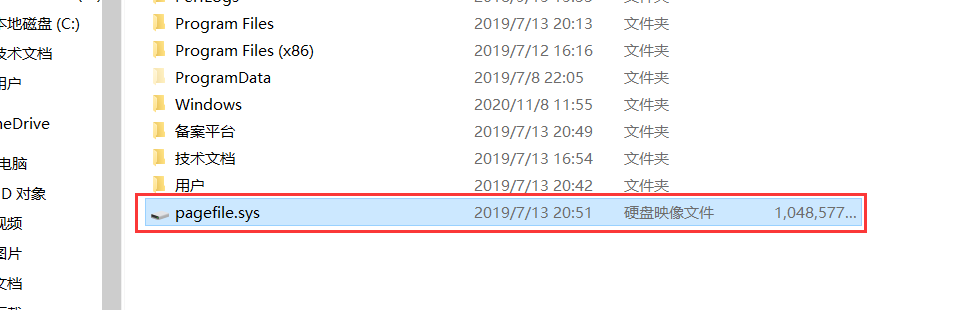 本地磁盘 (C:)
技术文档
用户
neDrive
电脑
D 对象
视频
图片
文档
Program Files 2019/7/13 20:13 文件夹
Program Files (x86) 2019/7/12 16:16 文件夹
ProgramData 2019/7/8 22:05 文件夹
Windows 2020/11/8 11:55 文件夹
备案平台 2019/7/13 20:49 文件夹
技术文档 2019/7/13 16:54 文件夹
用户 2019/7/13 20:42 文件夹
pagefile.sys 2019/7/13 20:51 硬盘映像文件 1,048,577...